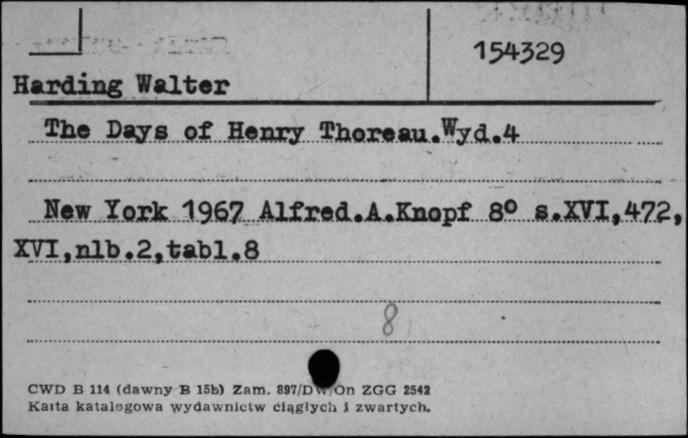 154329
Harding Walter
The Days of Henry Thoreau.Wyd.4
New York 1967 Alfred.A.Knopf 8° s.XVI,472,
XVI,nlb.2,tabl.8
8
CWD B 114 (dawny B 15b) Zam. 897/DW/On ZGG 2542
Karta katalogowa wydawnictw ciągłych i zwartych.